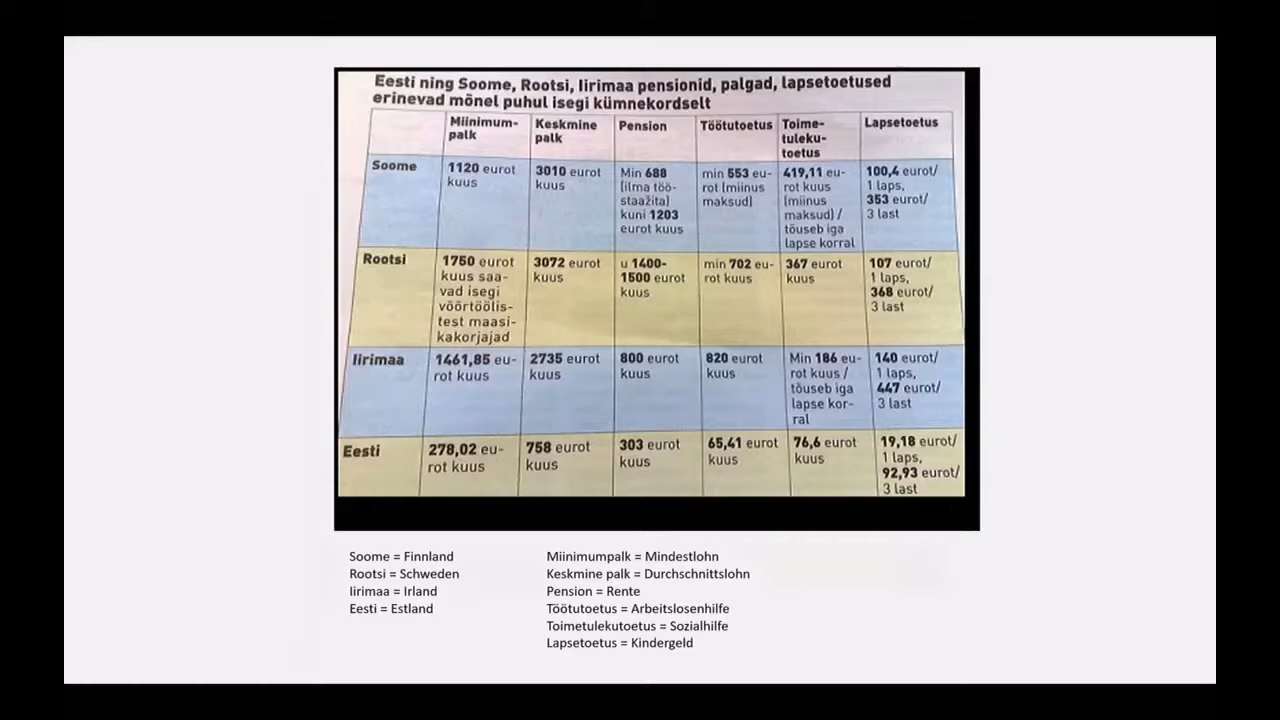 Eesti ning Soome, Rootsi, Iirimaa pensionid, palgad, lapsetoetused
erinevad mõnel puhul isegi kümnekordselt
Miinimum-
palk
Keskmine
palk
Pension
Töötutoetus
Toime-
tuleku-
toetus
Lapsetoetus
Soome
1120 eurot
kuus
3010 eurot
kuus
Min 688
(ilma töö-
staažita)
kuni 1203
eurot kuus
min 553 eu-
rot (miinus
maksud)
419,11 eu-
rot kuus
(miinus
maksud) /
tõuseb iga
lapse korral
100,4 eurot/
1 laps,
353 eurot/
3 last
Rootsi
1750 eurot
kuus saa-
vad isegi
võõrtöölis-
test maasi-
kakorjajad
3072 eurot
kuus
u 1400-
1500 eurot
kuus
min 702 eu-
rot kuus
367 eurot
kuus
107 eurot/
1 laps,
368 eurot/
3 last
Iirimaa
1461,85 eu-
rot kuus
2735 eurot
kuus
800 eurot
kuus
820 eurot
kuus
Min 186 eu-
rot kuus /
tõuseb iga
lapse kor-
ral
140 eurot/
1 laps,
447 eurot/
3 last
Eesti
278,02 eu-
rot kuus
758 eurot
kuus
303 eurot
kuus
65,41 eurot
kuus
76,6 eurot
kuus
19,18 eurot/
1 laps,
92,93 eurot/
3 last
Soome = Finnland
Rootsi = Schweden
Iirimaa = Irland
Eesti = Estland
Miinimumpalk = Mindestlohn
Keskmine palk = Durchschnittslohn
Pension = Rente
Töötutoetus = Arbeitslosenhilfe
Toimetulekutoetus = Sozialhilfe
Lapsetoetus = Kindergeld